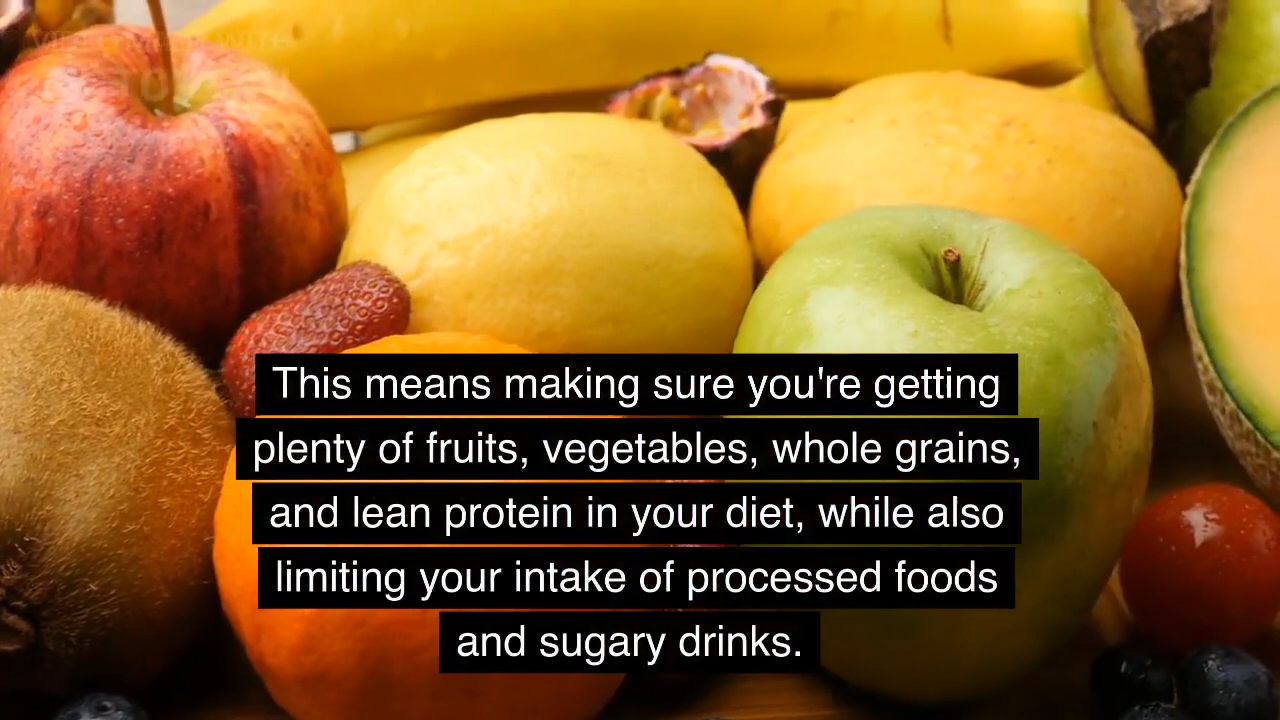 This means making sure you're getting
plenty of fruits, vegetables, whole grains,
and lean protein in your diet, while also
limiting your intake of processed foods
and sugary drinks.